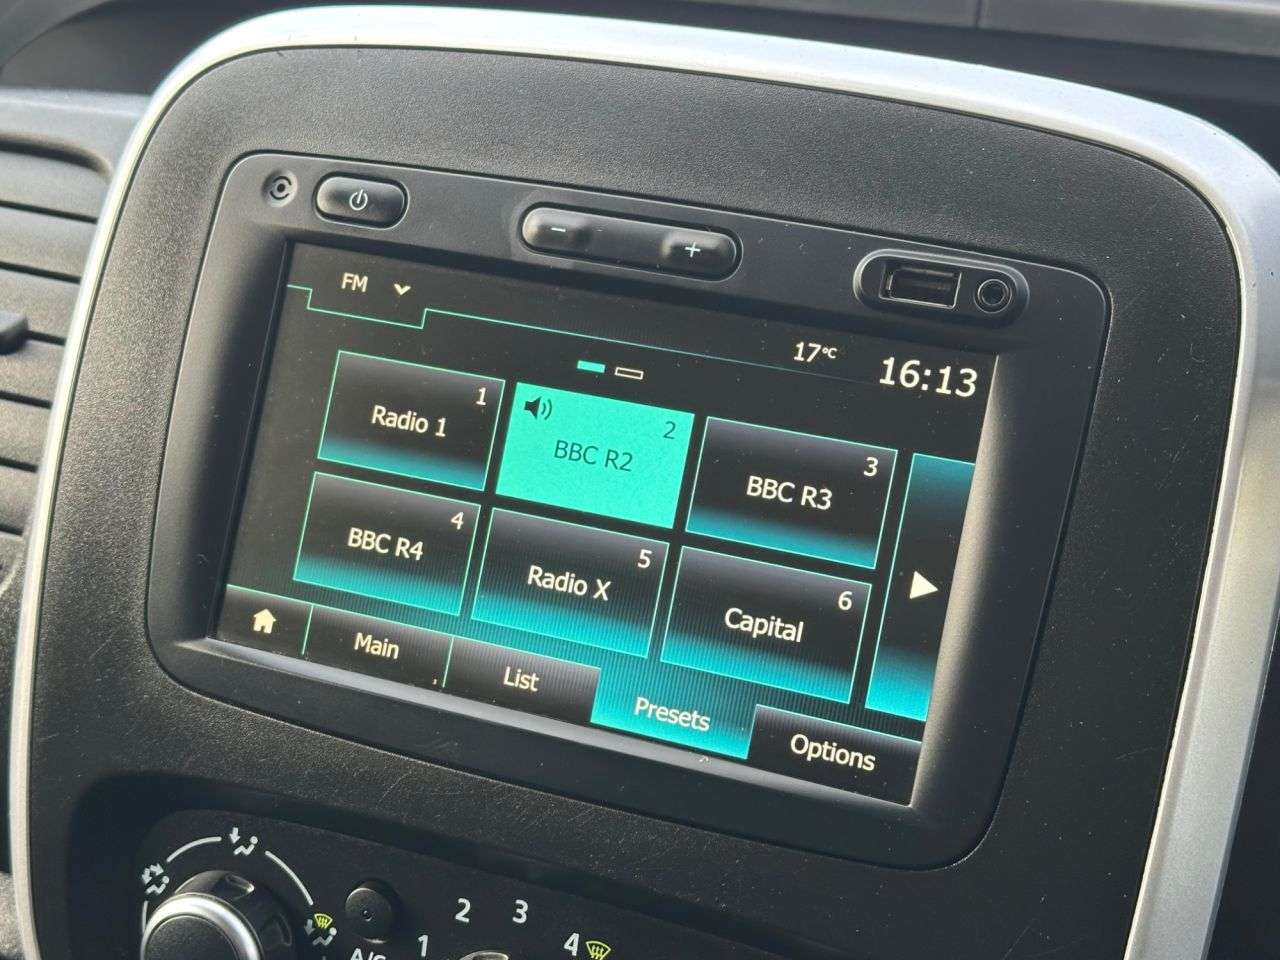 FM
17°C 16:13
1
Radio 1
2
BBC R2
3
BBC R3
4
BBC R4
5
Radio X
6
Capital
Main
List
Presets
Options
A/C
1
2
3
4